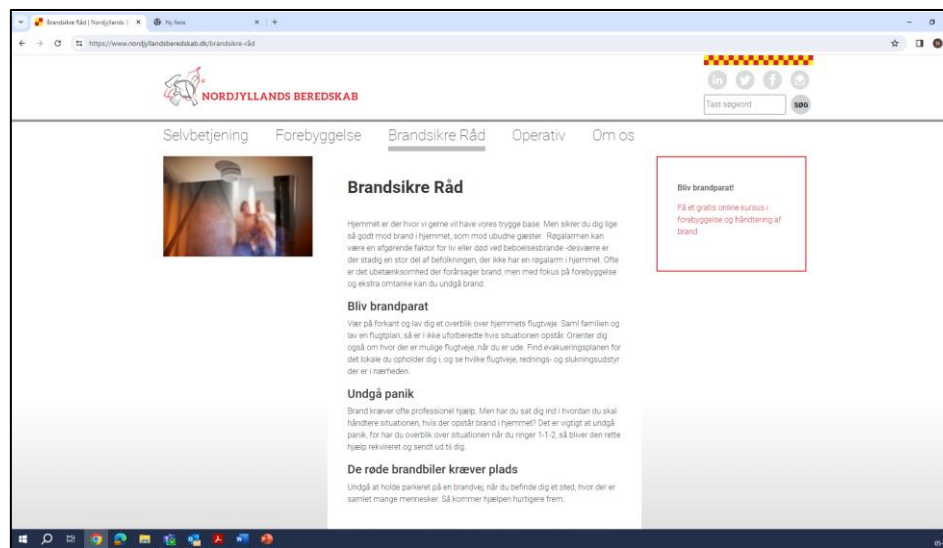 Brandsikre Råd | Nordjyllands B
Ny fane
https://www.nordjyllandsberedskab.dk/brandsikre-råd
NORDJYLLANDS BEREDSKAB
Tast søgeord
SØG
Selvbetjening Forebyggelse Brandsikre Råd Operativ Om os
Brandsikre Råd
Hjemmet er der hvor vi gerne vil have vores trygge base. Men sikrer du dig lige
så godt mod brand i hjemmet, som mod ubudne gæster. Røgalarmen kan
være en afgørende faktor for liv eller død ved beboelsesbrande -desværre er
der stadig en stor del af befolkningen, der ikke har en røgalarm i hjemmet. Ofte
er det ubetænksomhed der forårsager brand, men med fokus på forebyggelse
og ekstra omtanke kan du undgå brand.
Bliv brandparat
Vær på forkant og lav dig et overblik over hjemmets flugtveje. Saml familien og
lav en flugtplan, så er I ikke uforberedte hvis situationen opstår. Orienter dig
også om hvor der er mulige flugtveje, når du er ude. Find evakueringsplanen for
det lokale du opholder dig i, og se hvilke flugtveje, rednings- og slukningsudstyr
der er i nærheden.
Undgå panik
Brand kræver ofte professionel hjælp. Men har du sat dig ind i hvordan du skal
håndtere situationen, hvis der opstår brand i hjemmet? Det er vigtigt at undgå
panik, for har du overblik over situationen når du ringer 1-1-2, så bliver den rette
hjælp rekvireret og sendt ud til dig.
De røde brandbiler kræver plads
Undgå at holde parkeret på en brandvej, når du befinder dig et sted, hvor der er
samlet mange mennesker. Så kommer hjælpen hurtigere frem.
Bliv brandparat!
Få et gratis online kursus i
forebyggelse og håndtering af
brand